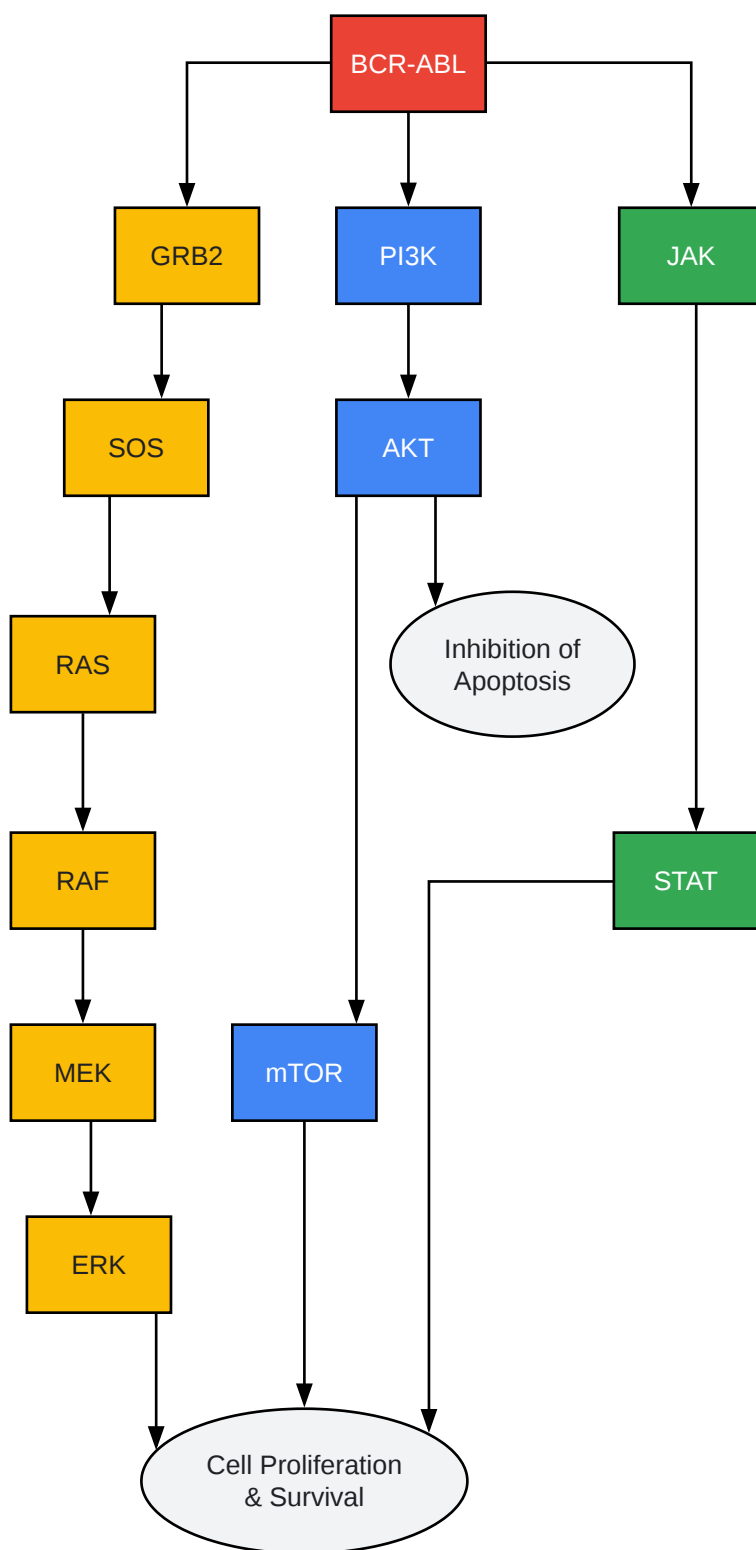 BCR-ABL
GRB2
PI3K
JAK
SOS
AKT
Inhibition of
Apoptosis
RAS
RAF
STAT
MEK
mTOR
ERK
Cell Proliferation
& Survival